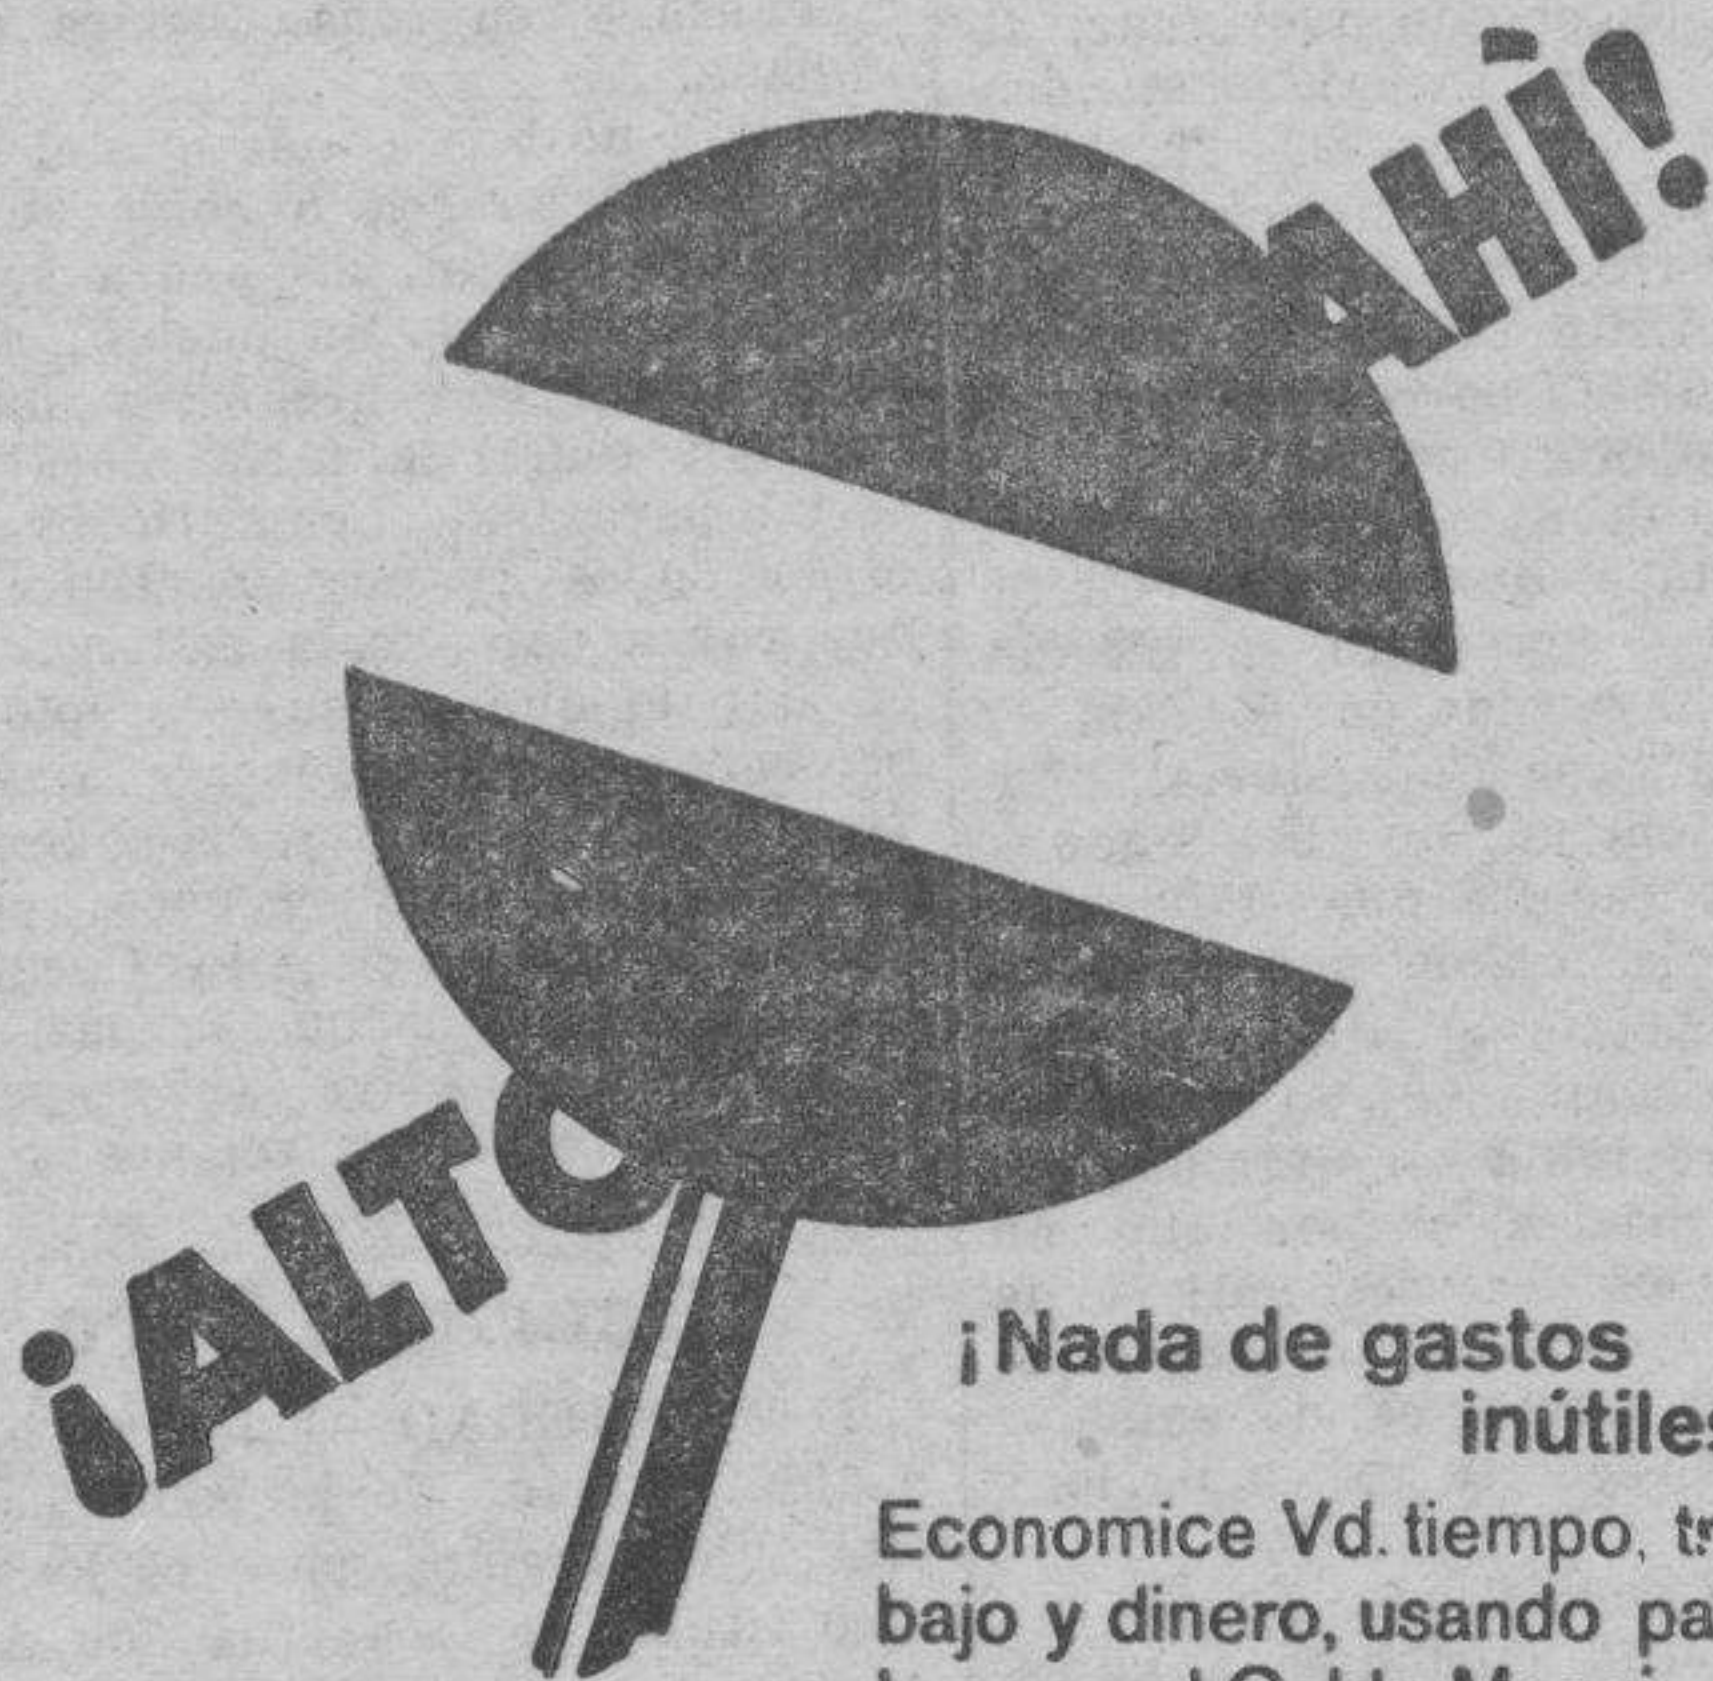 ¡ALTO
AHÍ!
¡Nada de gastos
inútiles
Economice Vd. tiempo,
bajo y dinero, usando